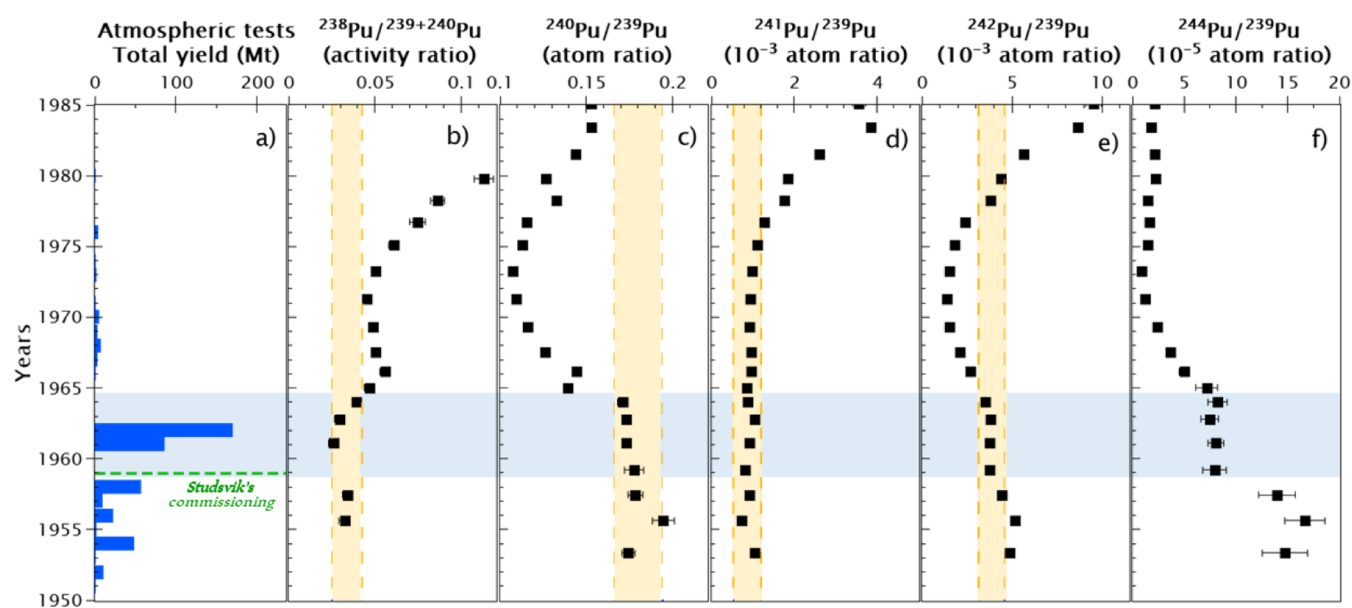 Atmospheric tests
Total yield (Mt)
²³⁸Pu/²³⁹⁺²⁴⁰Pu
(activity ratio)
²⁴⁰Pu/²³⁹Pu
(atom ratio)
²⁴¹Pu/²³⁹Pu
(10⁻³ atom ratio)
²⁴²Pu/²³⁹Pu
(10⁻³ atom ratio)
²⁴⁴Pu/²³⁹Pu
(10⁻⁵ atom ratio)
0 100 200
0 0.05 0.1
0.1 0.15 0.2
0 2 4
0 5 10
0 5 10 15 20
a) b) c) d) e) f)
Years
1985
1980
1975
1970
1965
1960
1955
1950
Studsvik's
commissioning